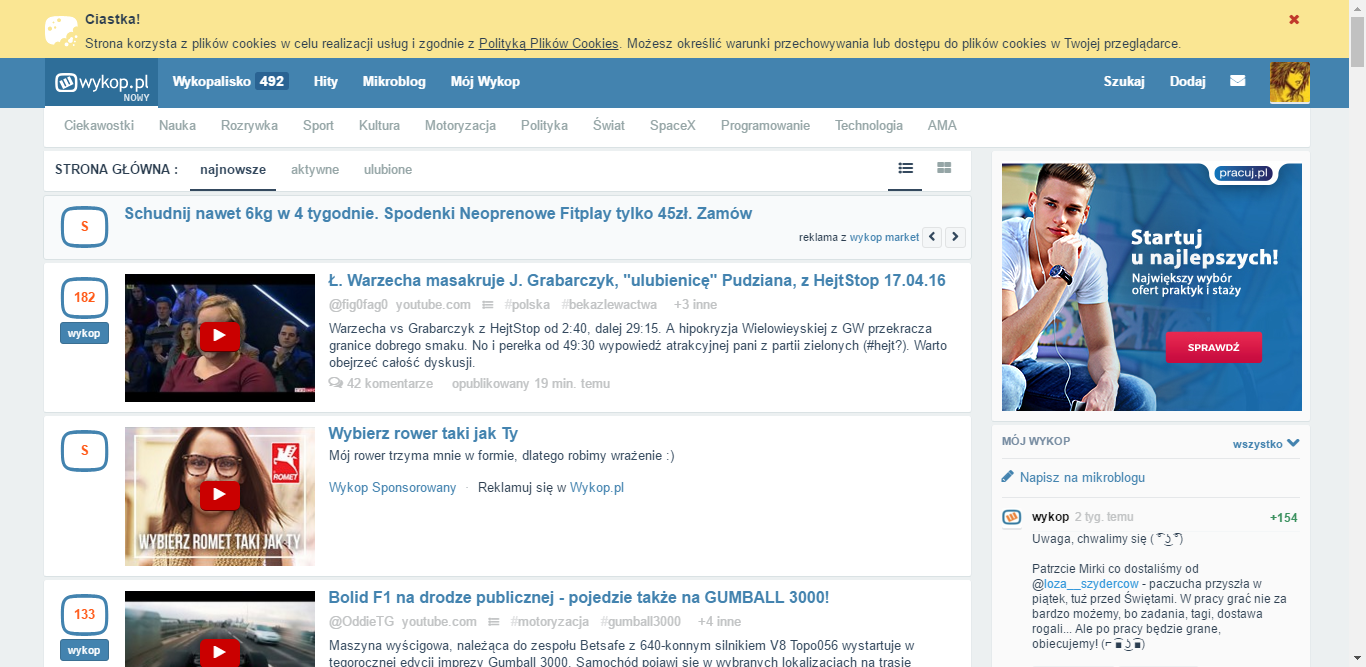 Ciastka!
Strona korzysta z plików cookies w celu realizacji usług i zgodnie z Polityką Plików Cookies. Możesz określić warunki przechowywania lub dostępu do plików cookies w Twojej przeglądarce.
wykop.pl
NOWY
Wykopalisko 492 Hity Mikroblog Mój Wykop Szukaj Dodaj
Ciekawostki Nauka Rozrywka Sport Kultura Motoryzacja Polityka Świat SpaceX Programowanie Technologia AMA
STRONA GŁÓWNA : najnowsze aktywne ulubione
S
Schudnij nawet 6kg w 4 tygodnie. Spodenki Neoprenowe Fitplay tylko 45zł. Zamów
reklama z wykop market
182
wykop
Ł. Warzecha masakruje J. Grabarczyk, "ulubienicę" Pudziana, z HejtStop 17.04.16
@fig0fag0 youtube.com #polska #bekazlewactwa +3 inne
Warzecha vs Grabarczyk z HejtStop od 2:40, dalej 29:15. A hipokryzja Wielowieyskiej z GW przekracza
granice dobrego smaku. No i perełka od 49:30 wypowiedź atrakcyjnej pani z partii zielonych (#hejt?). Warto
obejrzeć całość dyskusji.
42 komentarze opublikowany 19 min. temu
S
ROMET
WYBIERZ ROMET TAKI JAK TY
Wybierz rower taki jak Ty
Mój rower trzyma mnie w formie, dlatego robimy wrażenie :)
Wykop Sponsorowany · Reklamuj się w Wykop.pl
133
wykop
Bolid F1 na drodze publicznej - pojedzie także na GUMBALL 3000!
@OddieTG youtube.com #motoryzacja #gumball3000 +4 inne
Maszyna wyścigowa, należąca do zespołu Betsafe z 640-konnym silnikiem V8 Topo056 wystartuje w
tegorocznej edycji imprezy Gumball 3000. Samochód pojawi się w wybranych lokalizacjach na trasie
pracuj.pl
Startuj
u najlepszych!
Największy wybór
ofert praktyk i staży
SPRAWDŹ
MÓJ WYKOP wszystko
Napisz na mikroblogu
wykop 2 tyg. temu +154
Uwaga, chwalimy się ( ͡° ͜ʖ ͡°)
Patrzcie Mirki co dostaliśmy od
@loza__szydercow - paczucha przyszła w
piątek, tuż przed Świętami. W pracy grać nie za
bardzo możemy, bo zadania, tagi, dostawa
rogali... Ale po pracy będzie grane,
obiecujemy! (⌐ ͡■ ͜ʖ ͡■)